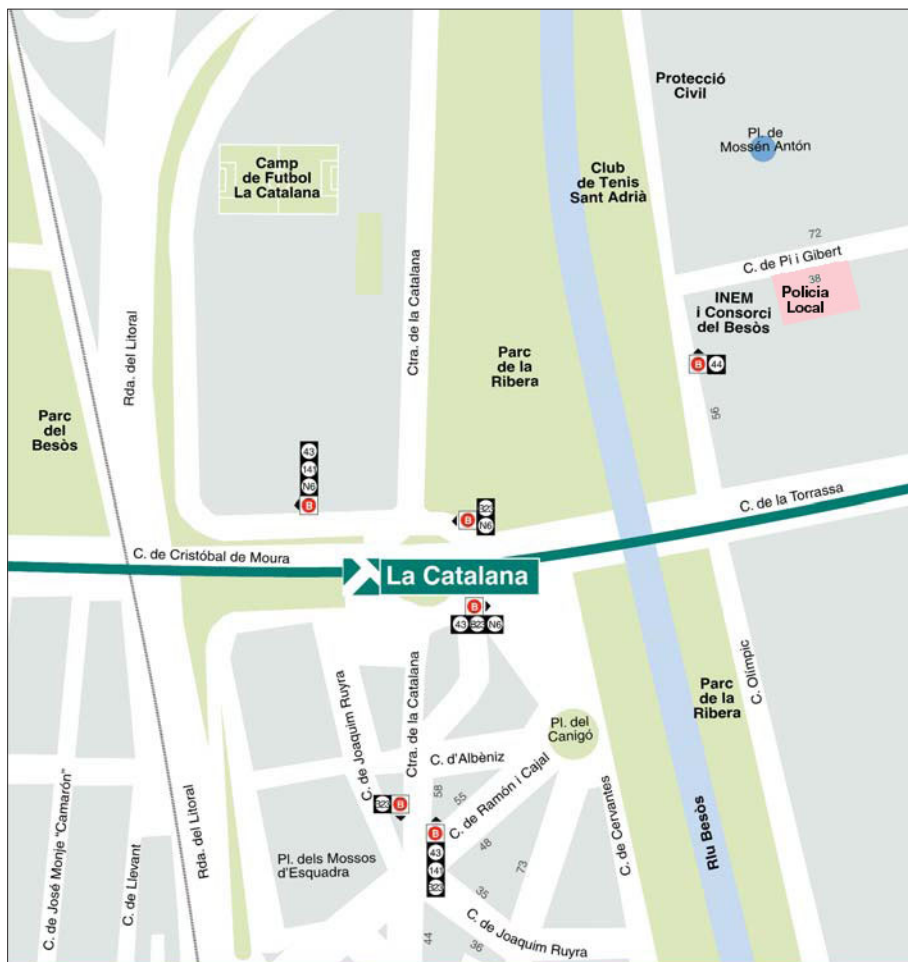 Protecció
Civil
Pl. de
Mossén Antón
Camp
de Futbol
La Catalana
Club
de Tenis
Sant Adrià
72
C. de Pi i Gibert
38
Policia
Local
INEM
i Consorci
del Besòs
Rda. del Litoral
Ctra. de la Catalana
Parc
de la
Ribera
B 44
56
Parc
del
Besòs
43
141
N6
B
B
B23
N6
C. de la Torrassa
C. de Cristóbal de Moura
La Catalana
B
43 B23 N6
C. Olímpic
Parc
de la
Ribera
C. de Joaquim Ruyra
Ctra. de la Catalana
Pl. del
Canigó
C. d'Albèniz
58
55
C. de Ramón i Cajal
B23 B
B
43
141
B23
48
73
C. de Cervantes
Riu Besòs
Rda. del Litoral
C. de José Monje "Camarón"
C. de Llevant
Pl. dels Mossos
d'Esquadra
35
44
36
C. de Joaquim Ruyra